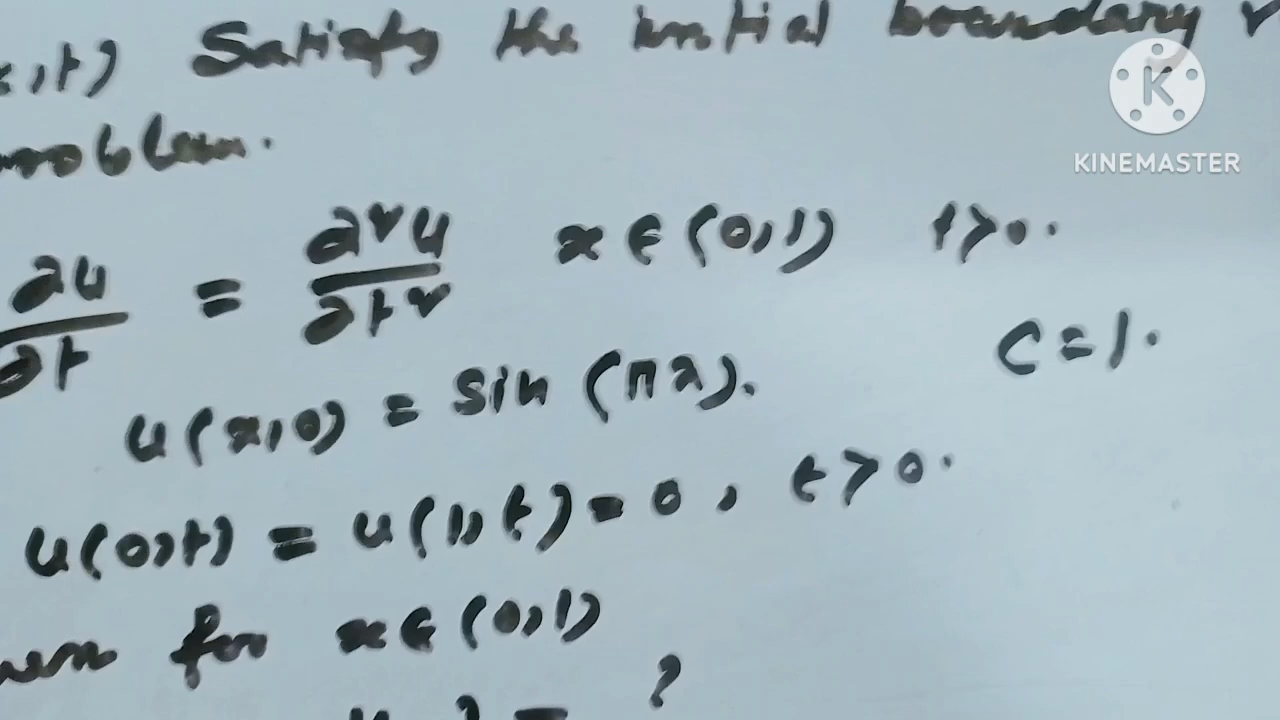 x,t) Satisfy the initial boundary v
problem.
KINEMASTER
∂u/∂t = ∂²u/∂t² x ∈ (0,1) t>0.
c=1.
u(x,0) = sin (πx).
u(0,t) = u(1,t)=0, t>0.
for x∈(0,1)
= ?